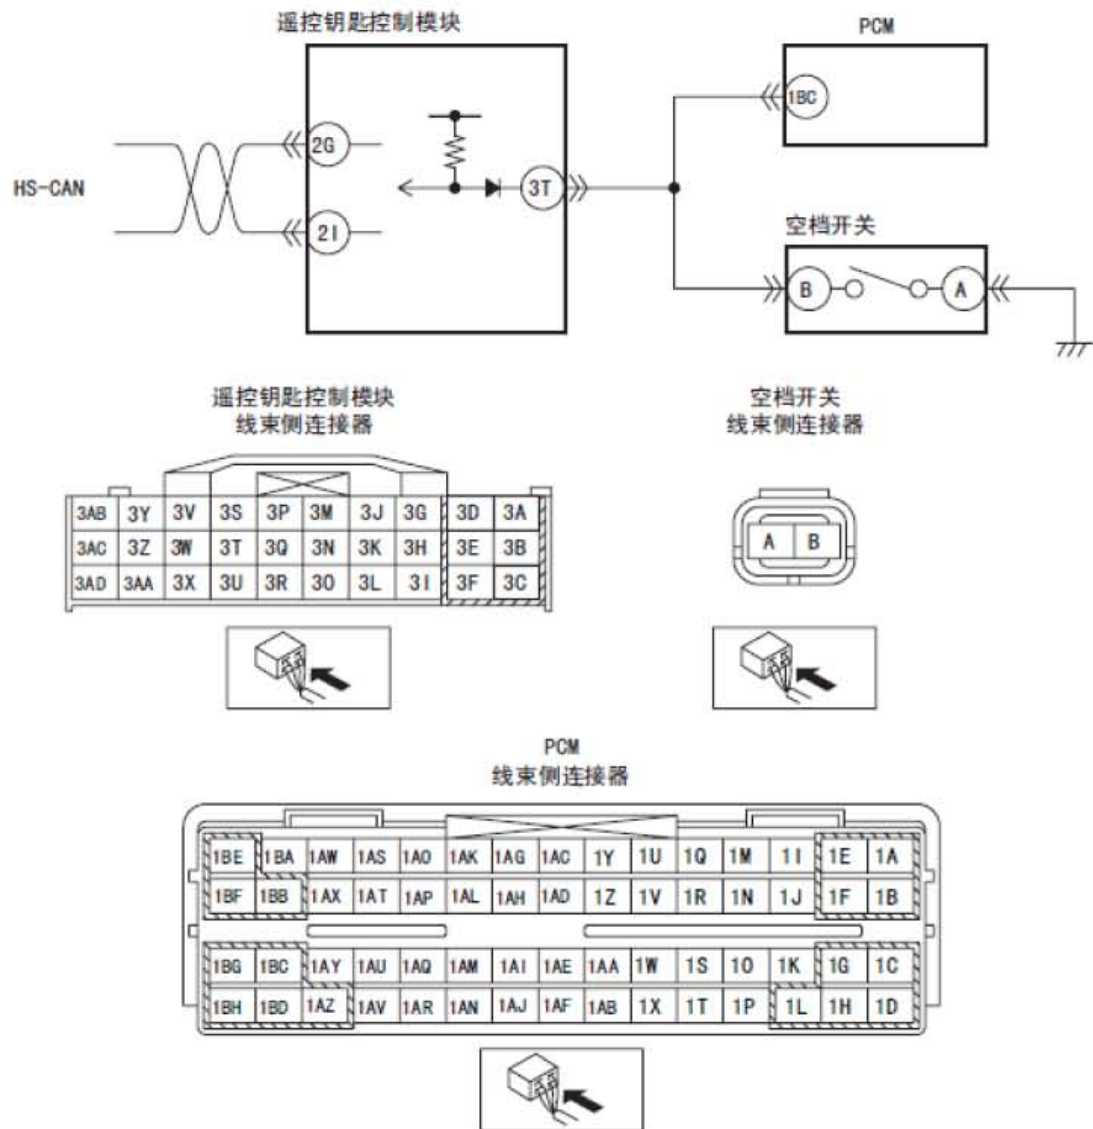 遥控钥匙控制模块
PCM
1BC
2G
HS-CAN
3T
2I
空档开关
B
A
遥控钥匙控制模块
线束侧连接器
空档开关
线束侧连接器
3AB 3Y 3V 3S 3P 3M 3J 3G 3D 3A
3AC 3Z 3W 3T 3Q 3N 3K 3H 3E 3B
3AD 3AA 3X 3U 3R 3O 3L 3I 3F 3C
A B
PCM
线束侧连接器
1BE 1BA 1AW 1AS 1AO 1AK 1AG 1AC 1Y 1U 1Q 1M 1I 1E 1A
1BF 1BB 1AX 1AT 1AP 1AL 1AH 1AD 1Z 1V 1R 1N 1J 1F 1B
1BG 1BC 1AY 1AU 1AQ 1AM 1AI 1AE 1AA 1W 1S 1O 1K 1G 1C
1BH 1BD 1AZ 1AV 1AR 1AN 1AJ 1AF 1AB 1X 1T 1P 1L 1H 1D